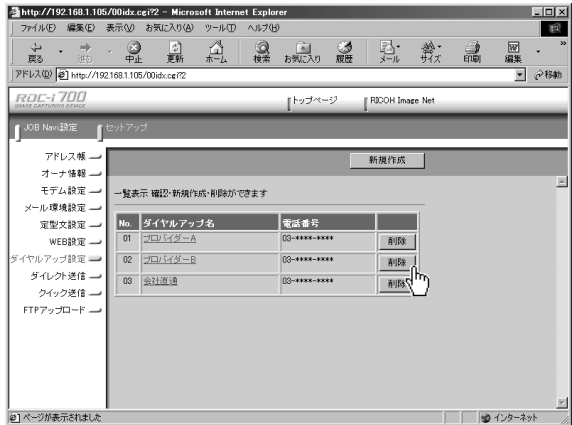 http://192.168.1.105/00idx.cgi?2 - Microsoft Internet Explorer
ファイル(F) 編集(E) 表示(V) お気に入り(A) ツール(T) ヘルプ(H)
戻る 進む 中止 更新 ホーム 検索 お気に入り 履歴 メール サイズ 印刷 編集 »
アドレス(D) http://192.168.1.105/00idx.cgi?2 移動
RDC-i 700
IMAGE CAPTURING DEVICE
トップページ RICOH Image Net
JOB Navi設定 セットアップ
アドレス帳
オーナ情報
モデム設定
メール環境設定
定型文設定
WEB設定
ダイヤルアップ設定
ダイレクト送信
クイック送信
FTPアップロード
新規作成
一覧表示 確認・新規作成・削除ができます
No. ダイヤルアップ名 電話番号
01 プロバイダーA 03-****-**** 削除
02 プロバイダーB 03-****-**** 削除
03 会社直通 03-****-**** 削除
ページが表示されました インターネット